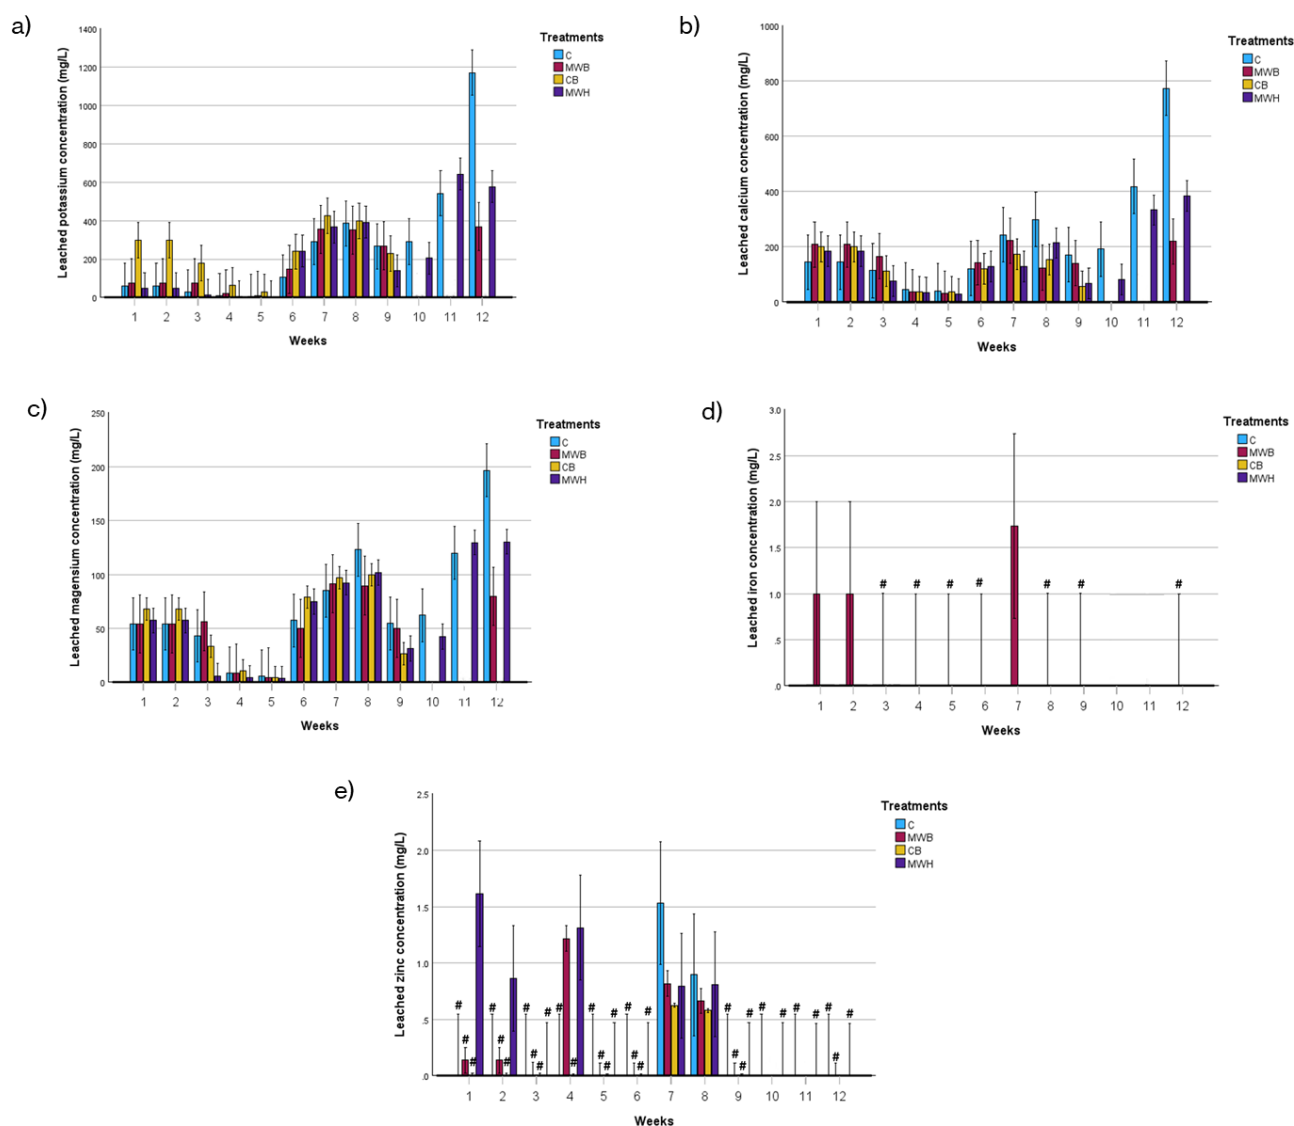 a)
Leached potassium concentration (mg/L)
1400
1200
1000
800
600
400
200
0
1 2 3 4 5 6 7 8 9 10 11 12
Weeks
Treatments
C
MWB
CB
MWH
b)
Leached calcium concentration (mg/L)
1000
800
600
400
200
0
1 2 3 4 5 6 7 8 9 10 11 12
Weeks
Treatments
C
MWB
CB
MWH
c)
Leached magensium concentration (mg/L)
250
200
150
100
50
0
1 2 3 4 5 6 7 8 9 10 11 12
Weeks
Treatments
C
MWB
CB
MWH
d)
Leached iron concentration (mg/L)
3.0
2.5
2.0
1.5
1.0
.5
.0
# # # # # # #
1 2 3 4 5 6 7 8 9 10 11 12
Weeks
Treatments
C
MWB
CB
MWH
e)
Leached zinc concentration (mg/L)
2.5
2.0
1.5
1.0
.5
.0
# # # # # # # # # # # # # # # # # # # # # # # # # # # # #
1 2 3 4 5 6 7 8 9 10 11 12
Weeks
Treatments
C
MWB
CB
MWH